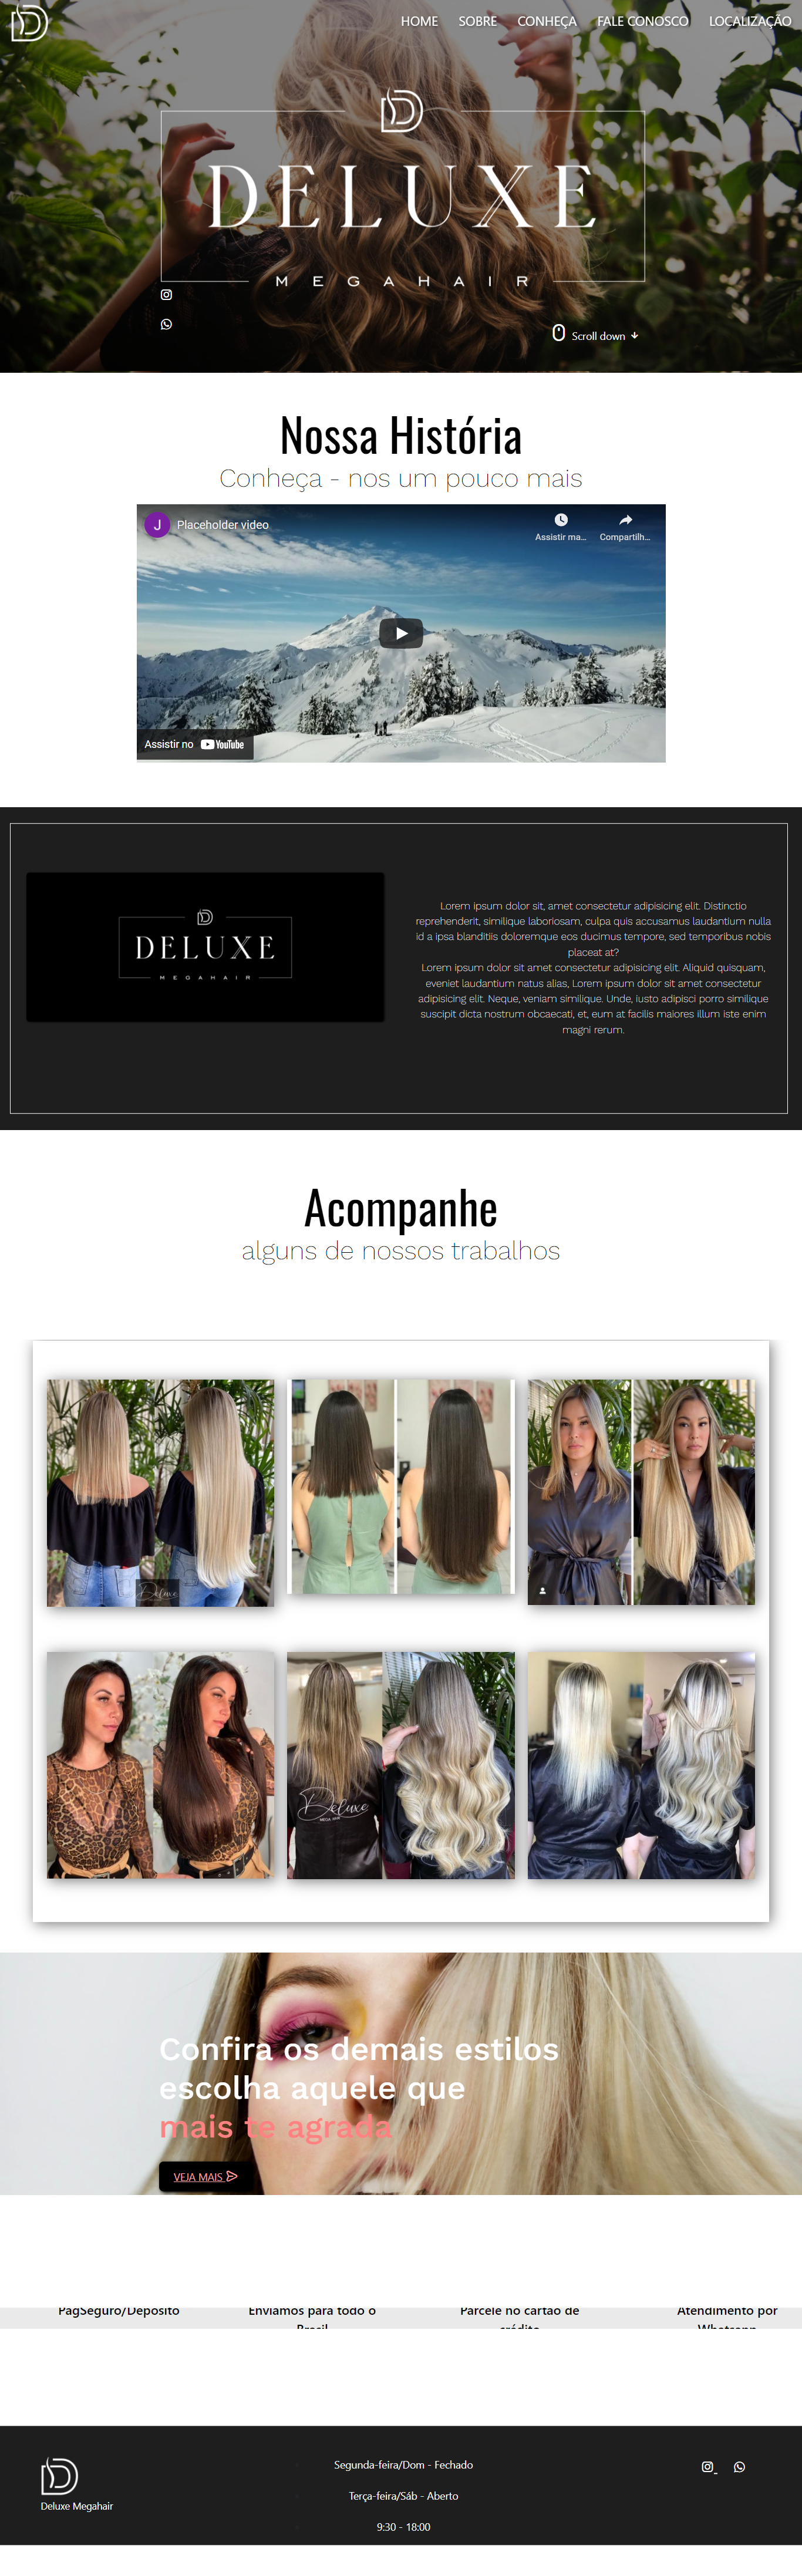 HOME SOBRE CONHEÇA FALE CONOSCO LOCALIZAÇÃO
DELUXE
MEGAHAIR
Scroll down
Nossa História
Conheça - nos um pouco mais
J Placeholder video
Assistir ma...
Compartilh...
Assistir no YouTube
DELUXE
MEGAHAIR
Lorem ipsum dolor sit, amet consectetur adipisicing elit. Distinctio
reprehenderit, similique laboriosam, culpa quis accusamus laudantium nulla
id a ipsa blanditiis doloremque eos ducimus tempore, sed temporibus nobis
placeat at?
Lorem ipsum dolor sit amet consectetur adipisicing elit. Aliquid quisquam,
eveniet laudantium natus alias, Lorem ipsum dolor sit amet consectetur
adipisicing elit. Neque, veniam similique. Unde, iusto adipisci porro similique
suscipit dicta nostrum obcaecati, et, eum at facilis maiores illum iste enim
magni rerum.
Acompanhe
alguns de nossos trabalhos
Deluxe
Deluxe
MEGA HAIR
Confira os demais estilos
escolha aquele que
mais te agrada
VEJA MAIS
PagSeguro/Depósito
Enviamos para todo o
Brasil
Parcele no cartão de
crédito
Atendimento por
Whatsapp
Deluxe Megahair
Segunda-feira/Dom - Fechado
Terça-feira/Sáb - Aberto
9:30 - 18:00